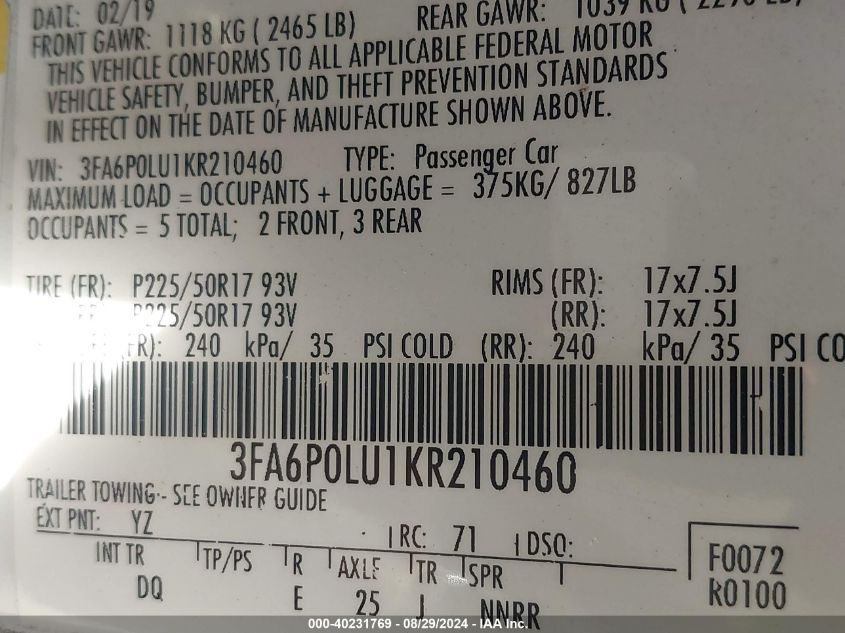 DATE: 02/19
FRONT GAWR: 1118 KG ( 2465 LB) REAR GAWR: 1039 KG (
THIS VEHICLE CONFORMS TO ALL APPLICABLE FEDERAL MOTOR
VEHICLE SAFETY, BUMPER, AND THEFT PREVENTION STANDARDS
IN EFFECT ON THE DATE OF MANUFACTURE SHOWN ABOVE.
VIN: 3FA6P0LU1KR210460 TYPE: Passenger Car
MAXIMUM LOAD = OCCUPANTS + LUGGAGE = 375KG/ 827LB
OCCUPANTS = 5 TOTAL; 2 FRONT, 3 REAR
TIRE (FR): P225/50R17 93V RIMS (FR): 17x7.5J
P225/50R17 93V (RR): 17x7.5J
(FR): 240 kPa/ 35 PSI COLD (RR): 240 kPa/ 35 PSI CO
3FA6P0LU1KR210460
TRAILER TOWING-- SEE OWNER GUIDE
EXT PNT: YZ RC: 71 DSO:
INT TR TP/PS R AXLE TR SPR F0072
DQ E 25 J NNRR R0100
000-40231769 - 08/29/2024 - IAA Inc.